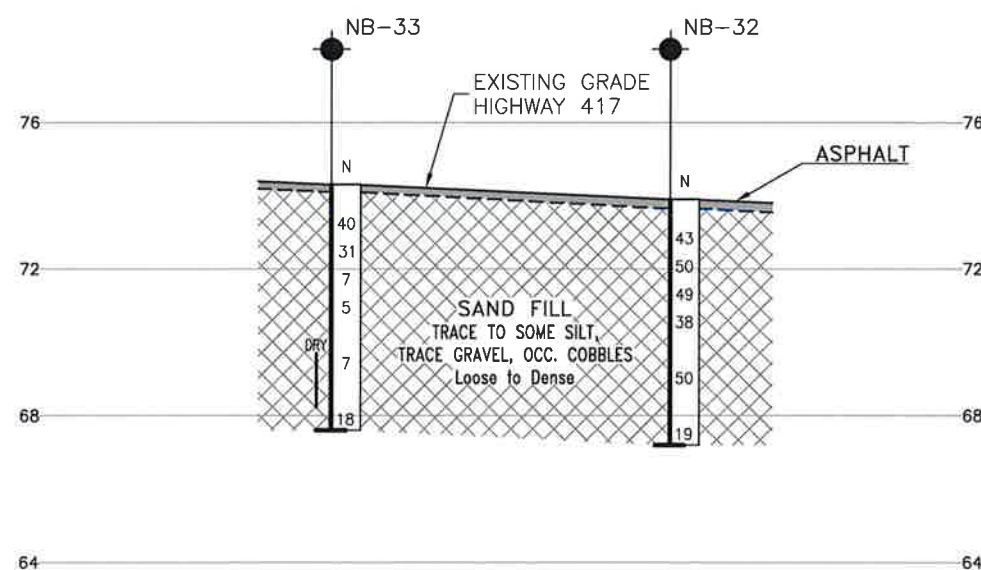 NB-33
NB-32
EXISTING GRADE
HIGHWAY 417
76
76
ASPHALT
N
N
40
43
31
50
72
72
7
49
5
38
SAND FILL
TRACE TO SOME SILT,
TRACE GRAVEL, OCC. COBBLES
Loose to Dense
DRY
7
50
68
68
18
19
64
64